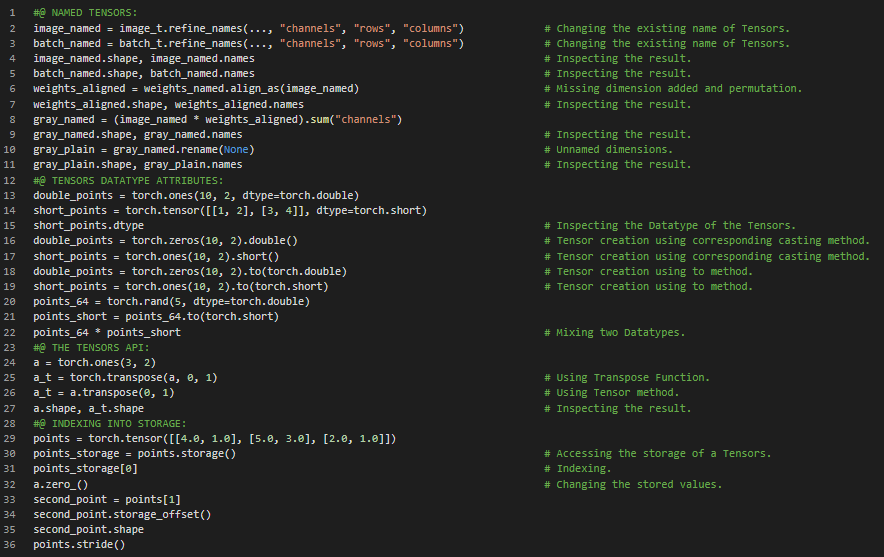 1 #@ NAMED TENSORS:
2 image_named = image_t.refine_names(..., "channels", "rows", "columns") # Changing the existing name of Tensors.
3 batch_named = batch_t.refine_names(..., "channels", "rows", "columns") # Changing the existing name of Tensors.
4 image_named.shape, image_named.names # Inspecting the result.
5 batch_named.shape, batch_named.names # Inspecting the result.
6 weights_aligned = weights_named.align_as(image_named) # Missing dimension added and permutation.
7 weights_aligned.shape, weights_aligned.names # Inspecting the result.
8 gray_named = (image_named * weights_aligned).sum("channels")
9 gray_named.shape, gray_named.names # Inspecting the result.
10 gray_plain = gray_named.rename(None) # Unnamed dimensions.
11 gray_plain.shape, gray_plain.names # Inspecting the result.
12 #@ TENSORS DATATYPE ATTRIBUTES:
13 double_points = torch.ones(10, 2, dtype=torch.double)
14 short_points = torch.tensor([[1, 2], [3, 4]], dtype=torch.short)
15 short_points.dtype # Inspecting the Datatype of the Tensors.
16 double_points = torch.zeros(10, 2).double() # Tensor creation using corresponding casting method.
17 short_points = torch.ones(10, 2).short() # Tensor creation using corresponding casting method.
18 double_points = torch.zeros(10, 2).to(torch.double) # Tensor creation using to method.
19 short_points = torch.ones(10, 2).to(torch.short) # Tensor creation using to method.
20 points_64 = torch.rand(5, dtype=torch.double)
21 points_short = points_64.to(torch.short)
22 points_64 * points_short # Mixing two Datatypes.
23 #@ THE TENSORS API:
24 a = torch.ones(3, 2)
25 a_t = torch.transpose(a, 0, 1) # Using Transpose Function.
26 a_t = a.transpose(0, 1) # Using Tensor method.
27 a.shape, a_t.shape # Inspecting the result.
28 #@ INDEXING INTO STORAGE:
29 points = torch.tensor([[4.0, 1.0], [5.0, 3.0], [2.0, 1.0]])
30 points_storage = points.storage() # Accessing the storage of a Tensors.
31 points_storage[0] # Indexing.
32 a.zero_() # Changing the stored values.
33 second_point = points[1]
34 second_point.storage_offset()
35 second_point.shape
36 points.stride()